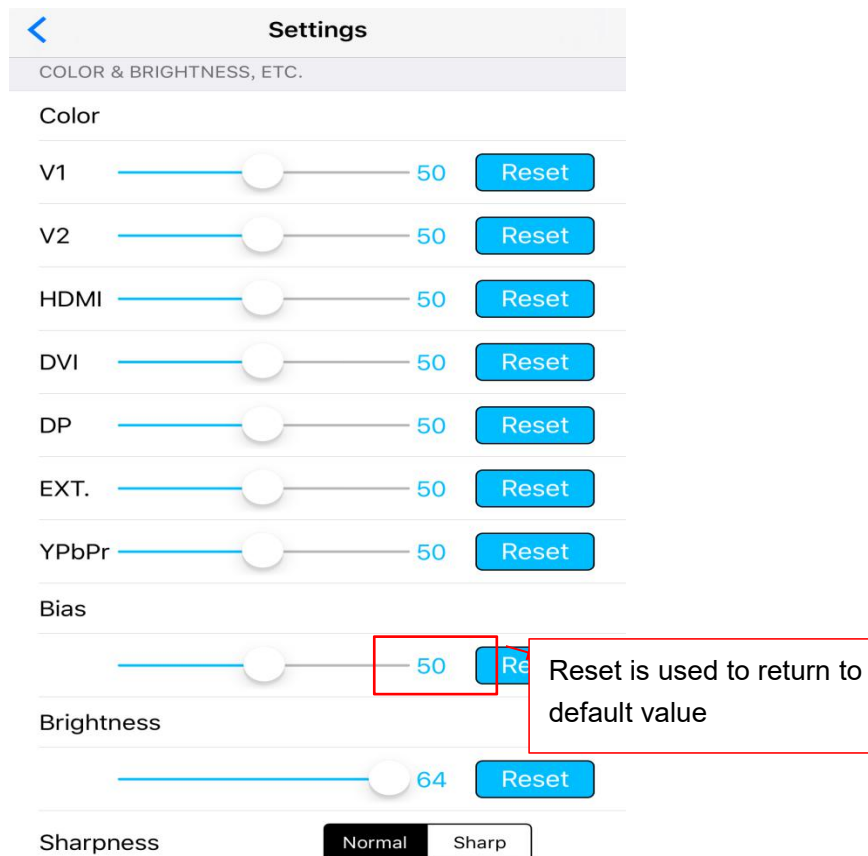 Settings
COLOR & BRIGHTNESS, ETC.
Color
V1 50 Reset
V2 50 Reset
HDMI 50 Reset
DVI 50 Reset
DP 50 Reset
EXT. 50 Reset
YPbPr 50 Reset
Bias
50 Re
Reset is used to return to
default value
Brightness
64 Reset
Sharpness Normal Sharp